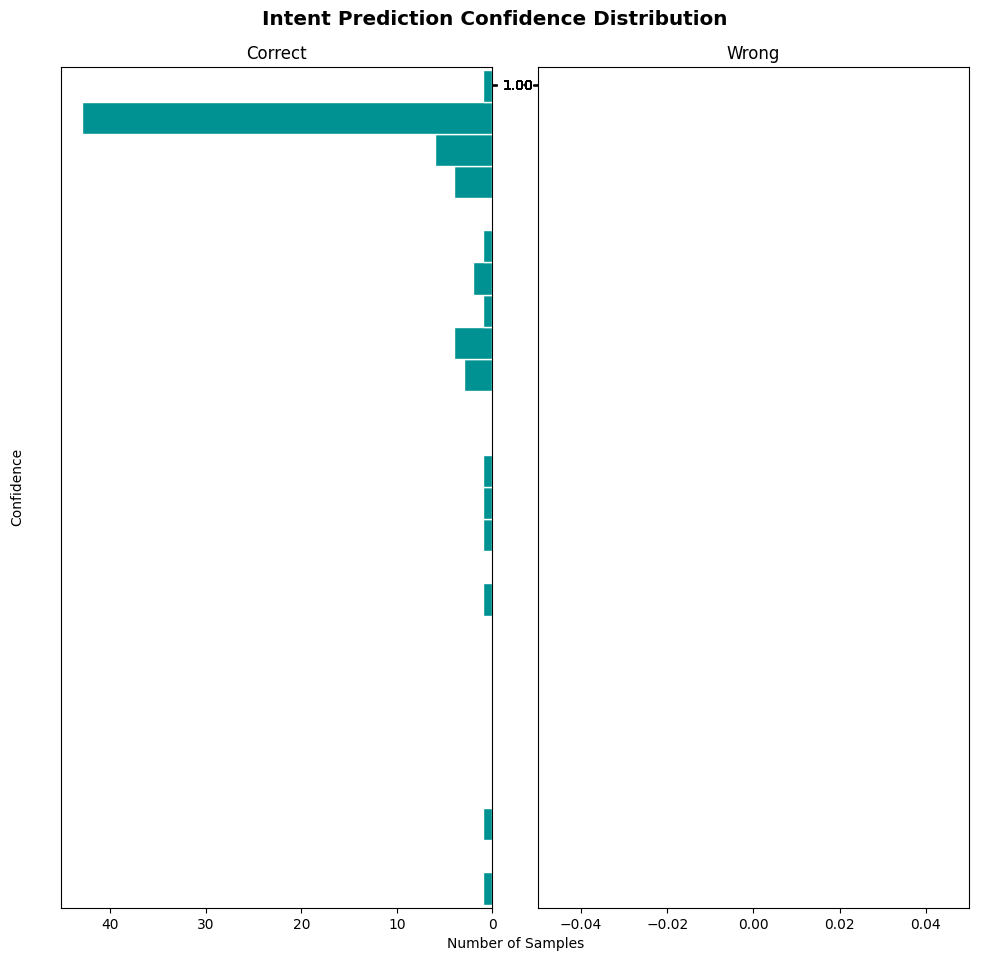 Intent Prediction Confidence Distribution
Correct
Wrong
1.00
Confidence
40 30 20 10 0
−0.04 −0.02 0.00 0.02 0.04
Number of Samples